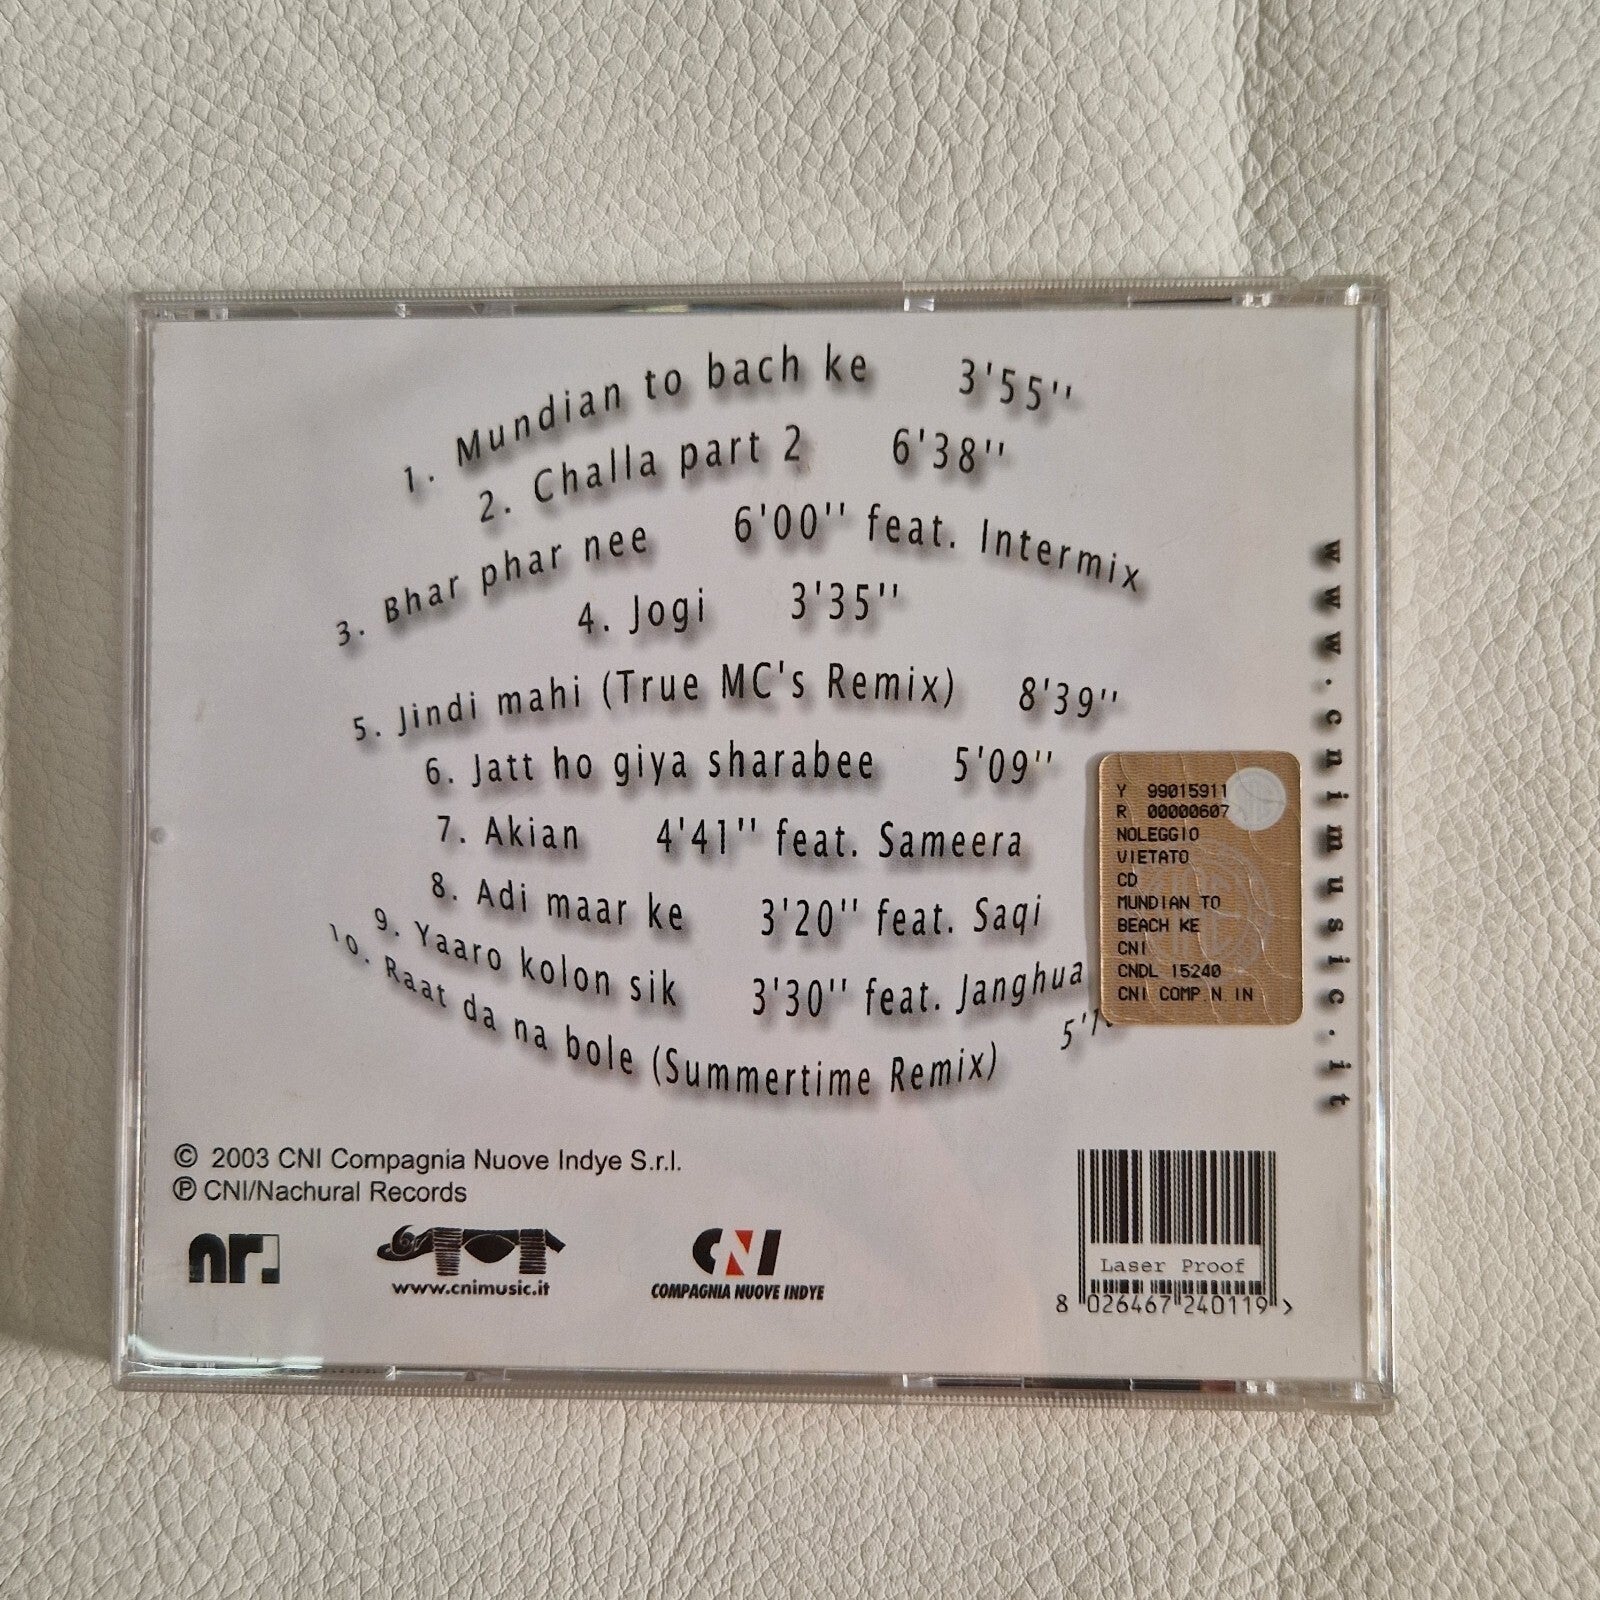 1. Mundian to bach ke 3'55''
2. Challa part 2 6'38''
3. Bhar phar nee 6'00'' feat. Intermix
4. Jogi 3'35''
5. Jindi mahi (True MC's Remix) 8'39''
6. Jatt ho giya sharabee 5'09''
7. Akian 4'41'' feat. Sameera
8. Adi maar ke 3'20'' feat. Saqi
9. Yaaro kolon sik 3'30'' feat. Janghua
10. Raat da na bole (Summertime Remix)
www.cnimusic.it
Y 99015911
R 00000607
NOLEGGIO
VIETATO
CD
MUNDIAN TO
BEACH KE
CNI
CNDL 15240
CNI COMP.N.IN
© 2003 CNI Compagnia Nuove Indye S.r.l.
℗ CNI/Nachural Records
nr
www.cnimusic.it
CNI
COMPAGNIA NUOVE INDYE
Laser Proof
8 026467 240119 >